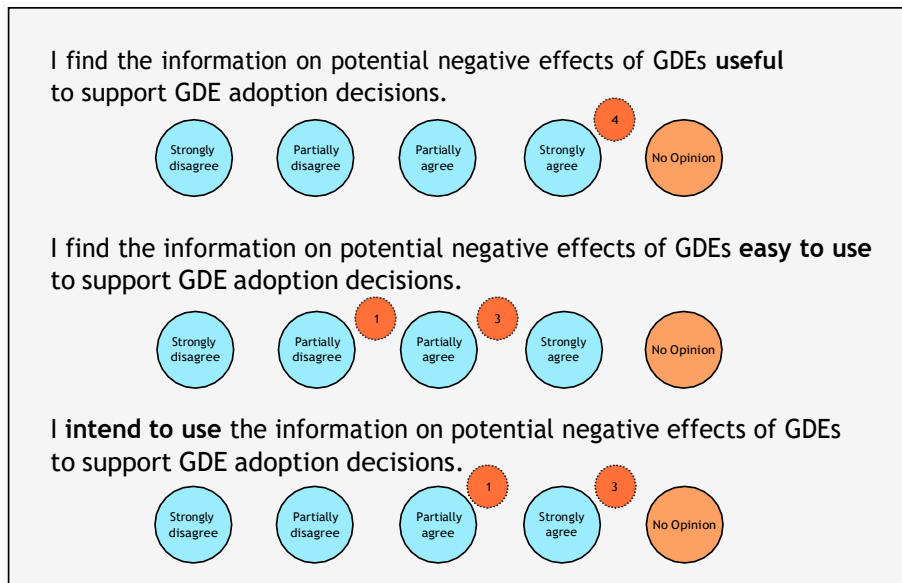 I find the information on potential negative effects of GDEs useful
to support GDE adoption decisions.
4
Strongly disagree
Partially disagree
Partially agree
Strongly agree
No Opinion
I find the information on potential negative effects of GDEs easy to use
to support GDE adoption decisions.
1
3
Strongly disagree
Partially disagree
Partially agree
Strongly agree
No Opinion
I intend to use the information on potential negative effects of GDEs
to support GDE adoption decisions.
1
3
Strongly disagree
Partially disagree
Partially agree
Strongly agree
No Opinion